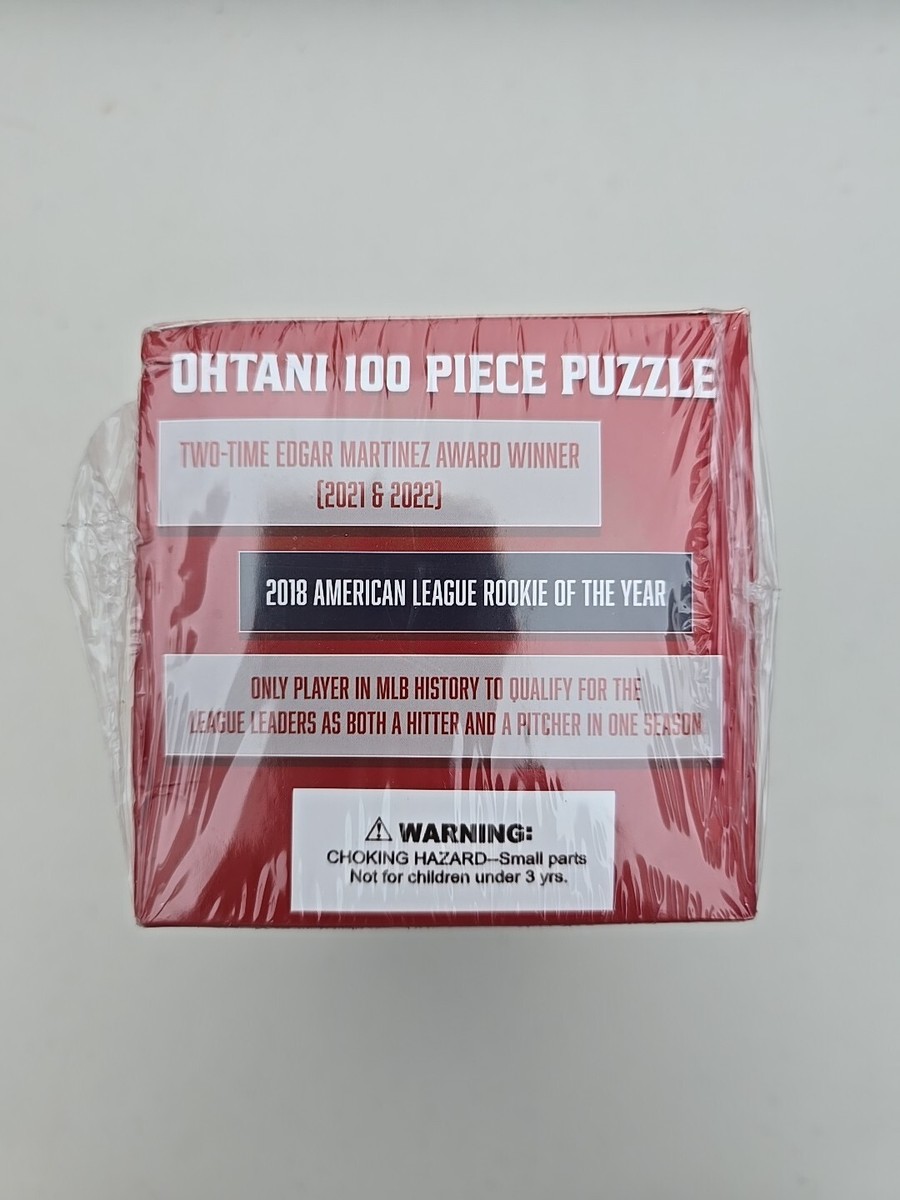 OHTANI 100 PIECE PUZZLE
TWO-TIME EDGAR MARTINEZ AWARD WINNER
(2021 & 2022)
2018 AMERICAN LEAGUE ROOKIE OF THE YEAR
ONLY PLAYER IN MLB HISTORY TO QUALIFY FOR THE
LEAGUE LEADERS AS BOTH A HITTER AND A PITCHER IN ONE SEASON
⚠ WARNING:
CHOKING HAZARD--Small parts
Not for children under 3 yrs.